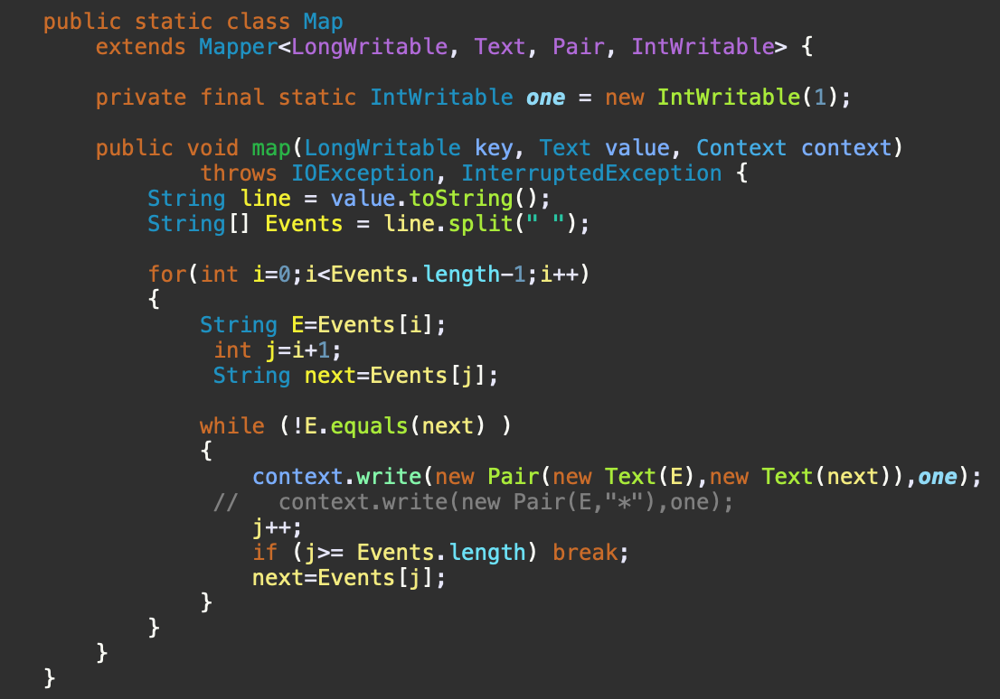 public static class Map
    extends Mapper<LongWritable, Text, Pair, IntWritable> {

    private final static IntWritable one = new IntWritable(1);

    public void map(LongWritable key, Text value, Context context)
            throws IOException, InterruptedException {
        String line = value.toString();
        String[] Events = line.split(" ");

        for(int i=0;i<Events.length-1;i++)
        {
            String E=Events[i];
             int j=i+1;
             String next=Events[j];

            while (!E.equals(next) )
            {
                context.write(new Pair(new Text(E),new Text(next)),one);
             //   context.write(new Pair(E,"*"),one);
                j++;
                if (j>= Events.length) break;
                next=Events[j];
            }
        }
    }
}